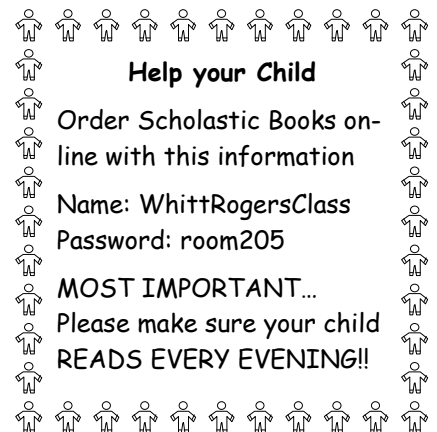 Help your Child
Order Scholastic Books on-
line with this information
Name: WhittRogersClass
Password: room205
MOST IMPORTANT…
Please make sure your child
READS EVERY EVENING!!